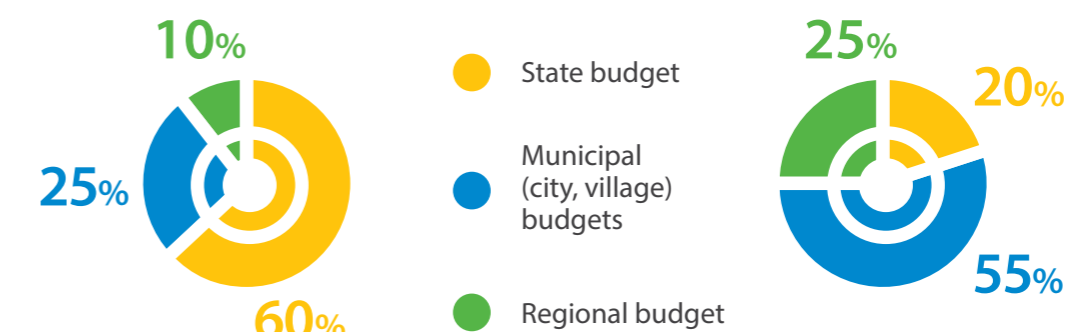 10%
25%
60%
State budget
Municipal
(city, village)
budgets
Regional budget
25%
20%
55%